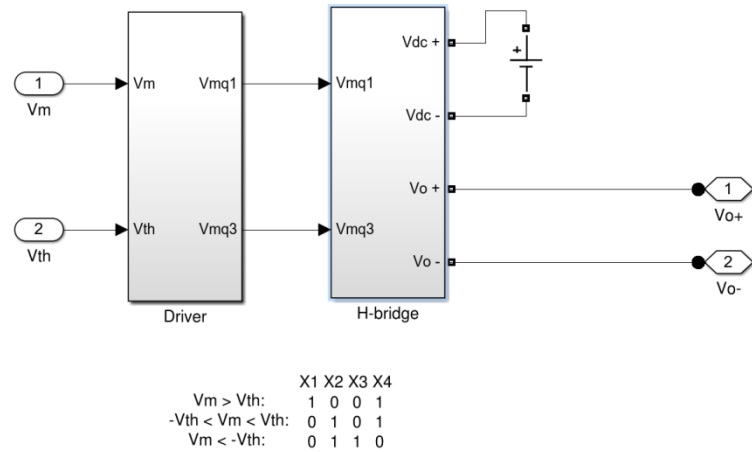 Vdc +
+
1
Vm
Vmq1
Vmq1
Vm
Vdc -
Vo +
1
Vo+
2
Vth
Vmq3
Vmq3
Vth
Vo -
2
Vo-
Driver
H-bridge
X1 X2 X3 X4
Vm > Vth: 1 0 0 1
-Vth < Vm < Vth: 0 1 0 1
Vm < -Vth: 0 1 1 0